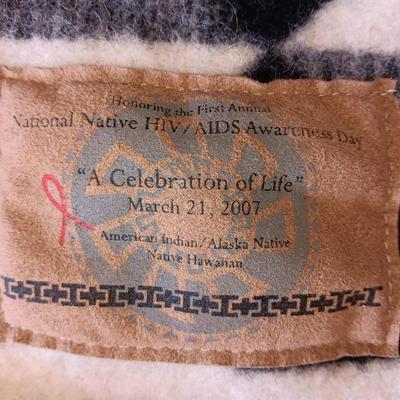 Honoring the First Annual
National Native HIV/AIDS Awareness Day
"A Celebration of Life"
March 21, 2007
American Indian/Alaska Native
Native Hawaiian